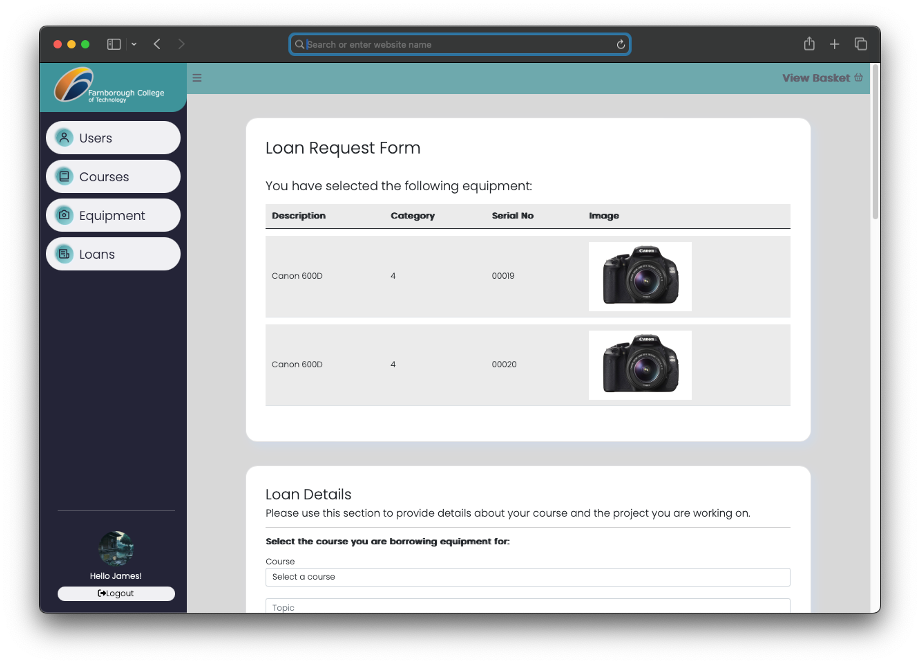 Search or enter website name
Farnborough College
of Technology
View Basket
Users
Courses
Equipment
Loans
Loan Request Form
You have selected the following equipment:
Description Category Serial No Image
Canon 600D 4 00019
Canon
Canon 600D 4 00020
Canon
Loan Details
Please use this section to provide details about your course and the project you are working on.
Select the course you are borrowing equipment for:
Course
Select a course
Topic
Hello James!
Logout